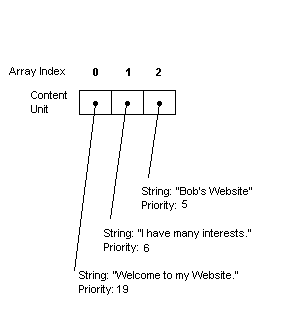 Array Index 0 1 2
Content
Unit
String: "Bob's Website"
Priority: 5
String: "I have many interests."
Priority: 6
String: "Welcome to my Website."
Priority: 19